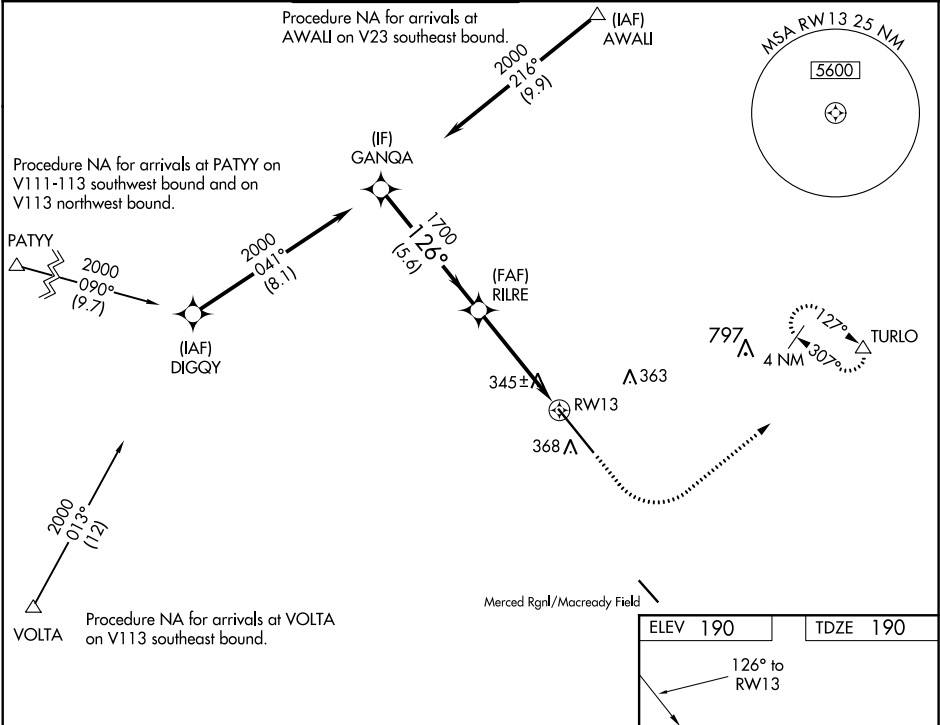 Procedure NA for arrivals at
AWALI on V23 southeast bound.
(IAF)
AWALI
2000
216°
(9.9)
MSA RW13 25 NM
5600
(IF)
GANQA
Procedure NA for arrivals at PATYY on
V111-113 southwest bound and on
V113 northwest bound.
PATYY
2000
090°
(9.7)
2000
041°
(8.1)
1700
126°
(5.6)
(FAF)
RILRE
(IAF)
DIGQY
797
4 NM
127°
307°
TURLO
345±
363
RW13
368
2000
013°
(12)
VOLTA
Procedure NA for arrivals at VOLTA
on V113 southeast bound.
Merced Rgnl/Macready Field
ELEV 190
TDZE 190
126° to
RW13